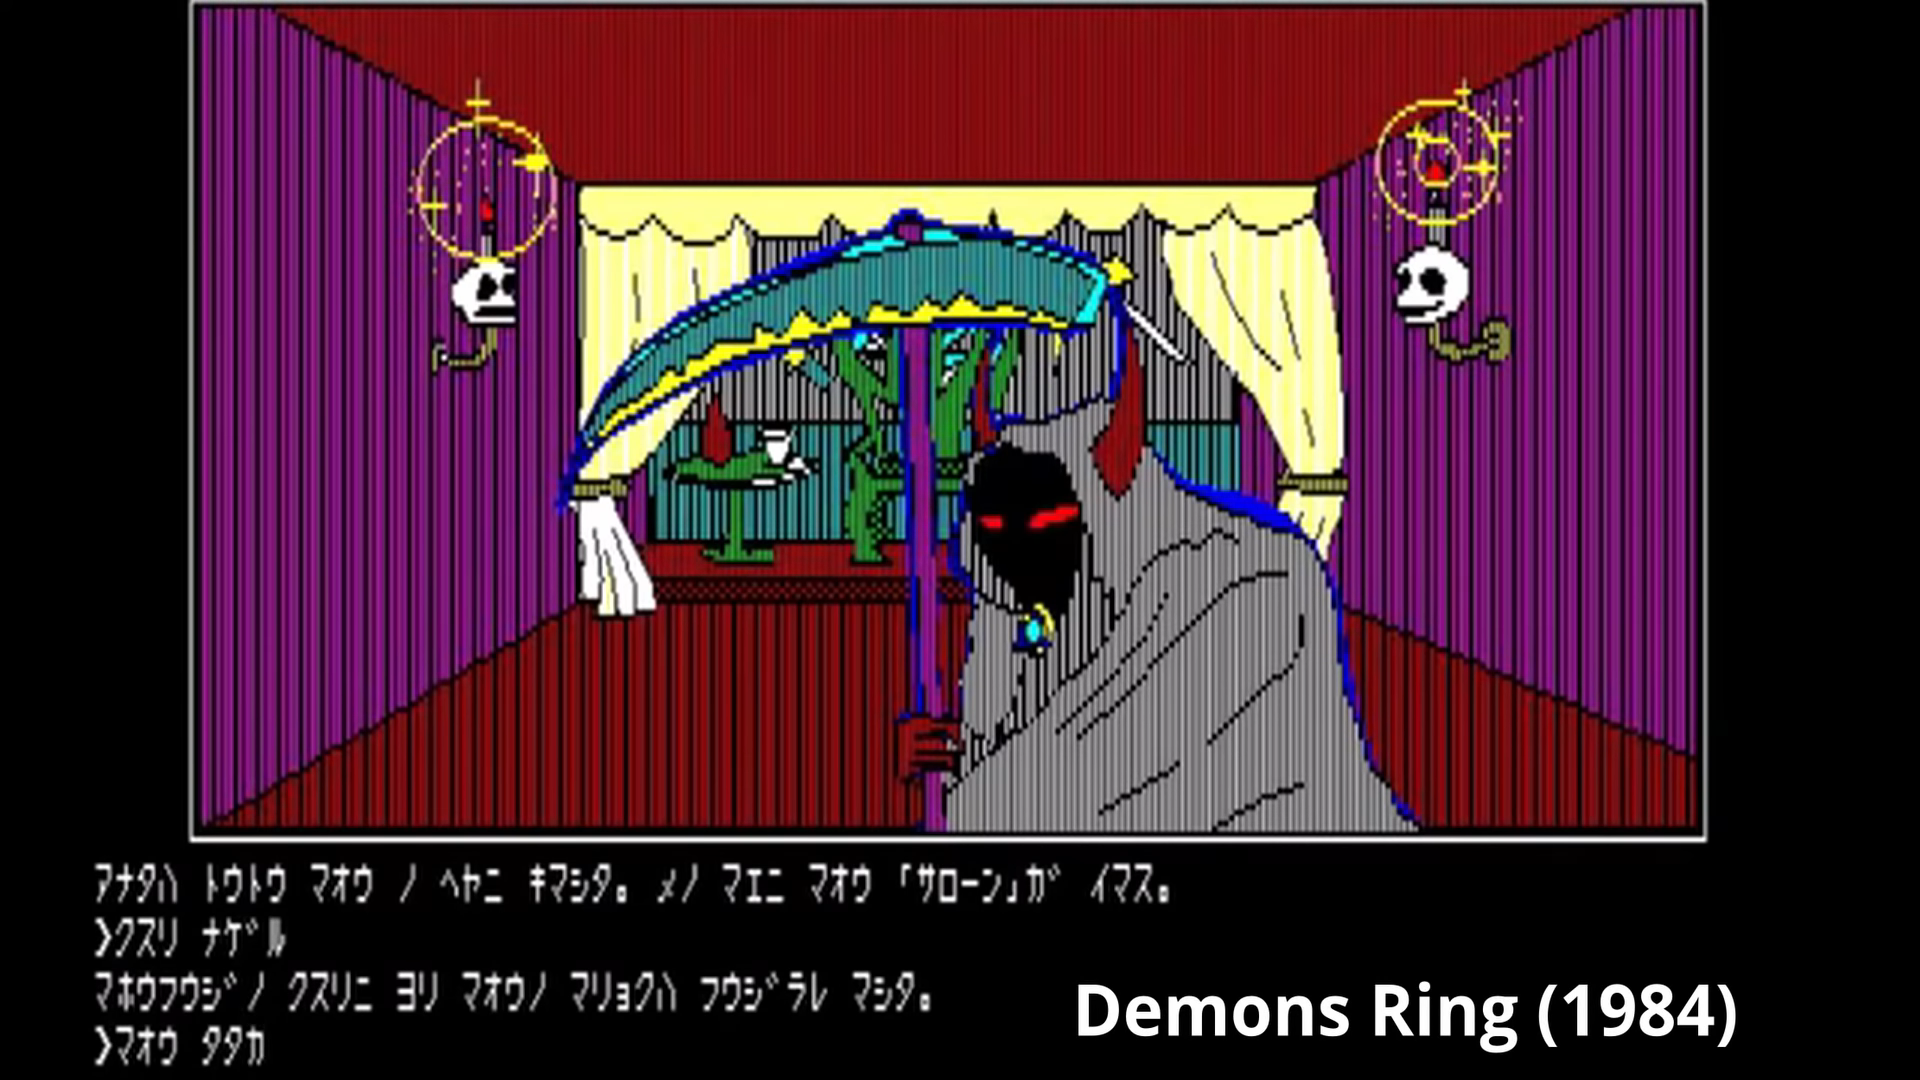 アナタハ トウトウ マオウ ノ ヘヤニ キマシタ。 メノ マエニ マオウ 「サローン」ガ イマス。
>クスリ ナゲル
マホウフウジノ クスリニ ヨリ マオウノ マリョクハ フウジラレ マシタ。
>マオウ タタカ
Demons Ring (1984)